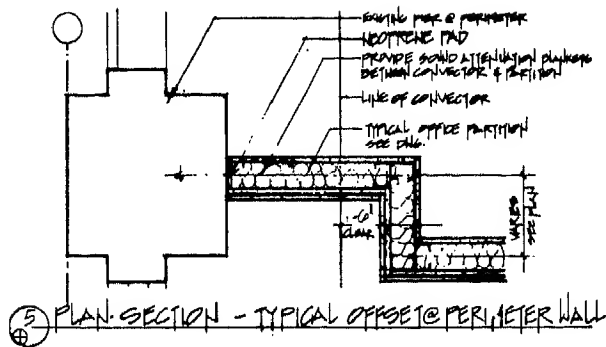 EXISTING PIER @ PERIMETER
NEOPRENE PAD
PROVIDE SOUND ATTENUATION BLANKETS
BETWEEN CONVECTOR & PARTITION
LINE OF CONVECTOR
TYPICAL OFFICE PARTITION
SEE DWG.
CLEAR
VARIES
SEE PLAN
5 PLAN SECTION - TYPICAL OFFSET @ PERIMETER WALL